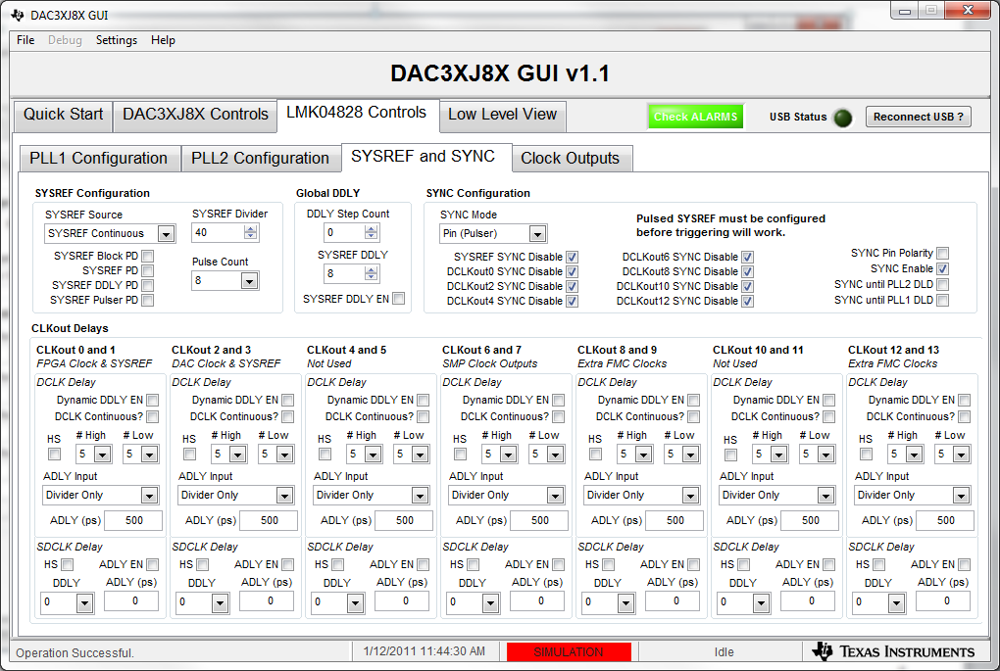 DAC3XJ8X GUI
File Debug Settings Help
DAC3XJ8X GUI v1.1
Quick Start DAC3XJ8X Controls LMK04828 Controls Low Level View Check ALARMS USB Status Reconnect USB ?
PLL1 Configuration PLL2 Configuration SYSREF and SYNC Clock Outputs
SYSREF Configuration
SYSREF Source SYSREF Divider
SYSREF Continuous 40
SYSREF Block PD
SYSREF PD Pulse Count
SYSREF DDLY PD 8
SYSREF Pulser PD
Global DDLY
DDLY Step Count
0
SYSREF DDLY
8
SYSREF DDLY EN
SYNC Configuration
SYNC Mode
Pin (Pulser)
Pulsed SYSREF must be configured
before triggering will work.
SYSREF SYNC Disable DCLKout6 SYNC Disable SYNC Pin Polarity
DCLKout0 SYNC Disable DCLKout8 SYNC Disable SYNC Enable
DCLKout2 SYNC Disable DCLKout10 SYNC Disable SYNC until PLL2 DLD
DCLKout4 SYNC Disable DCLKout12 SYNC Disable SYNC until PLL1 DLD
CLKout Delays
CLKout 0 and 1 CLKout 2 and 3 CLKout 4 and 5 CLKout 6 and 7 CLKout 8 and 9 CLKout 10 and 11 CLKout 12 and 13
FPGA Clock & SYSREF DAC Clock & SYSREF Not Used SMP Clock Outputs Extra FMC Clocks Not Used Extra FMC Clocks
DCLK Delay DCLK Delay DCLK Delay DCLK Delay DCLK Delay DCLK Delay DCLK Delay
Dynamic DDLY EN Dynamic DDLY EN Dynamic DDLY EN Dynamic DDLY EN Dynamic DDLY EN Dynamic DDLY EN Dynamic DDLY EN
DCLK Continuous? DCLK Continuous? DCLK Continuous? DCLK Continuous? DCLK Continuous? DCLK Continuous? DCLK Continuous?
HS # High # Low HS # High # Low HS # High # Low HS # High # Low HS # High # Low HS # High # Low HS # High # Low
5 5 5 5 5 5 5 5 5 5 5 5 5 5
ADLY Input ADLY Input ADLY Input ADLY Input ADLY Input ADLY Input ADLY Input
Divider Only Divider Only Divider Only Divider Only Divider Only Divider Only Divider Only
ADLY (ps) 500 ADLY (ps) 500 ADLY (ps) 500 ADLY (ps) 500 ADLY (ps) 500 ADLY (ps) 500 ADLY (ps) 500
SDCLK Delay SDCLK Delay SDCLK Delay SDCLK Delay SDCLK Delay SDCLK Delay SDCLK Delay
HS ADLY EN HS ADLY EN HS ADLY EN HS ADLY EN HS ADLY EN HS ADLY EN HS ADLY EN
DDLY ADLY (ps) DDLY ADLY (ps) DDLY ADLY (ps) DDLY ADLY (ps) DDLY ADLY (ps) DDLY ADLY (ps) DDLY ADLY (ps)
0 0 0 0 0 0 0 0 0 0 0 0 0 0
Operation Successful. 1/12/2011 11:44:30 AM SIMULATION Idle TEXAS INSTRUMENTS